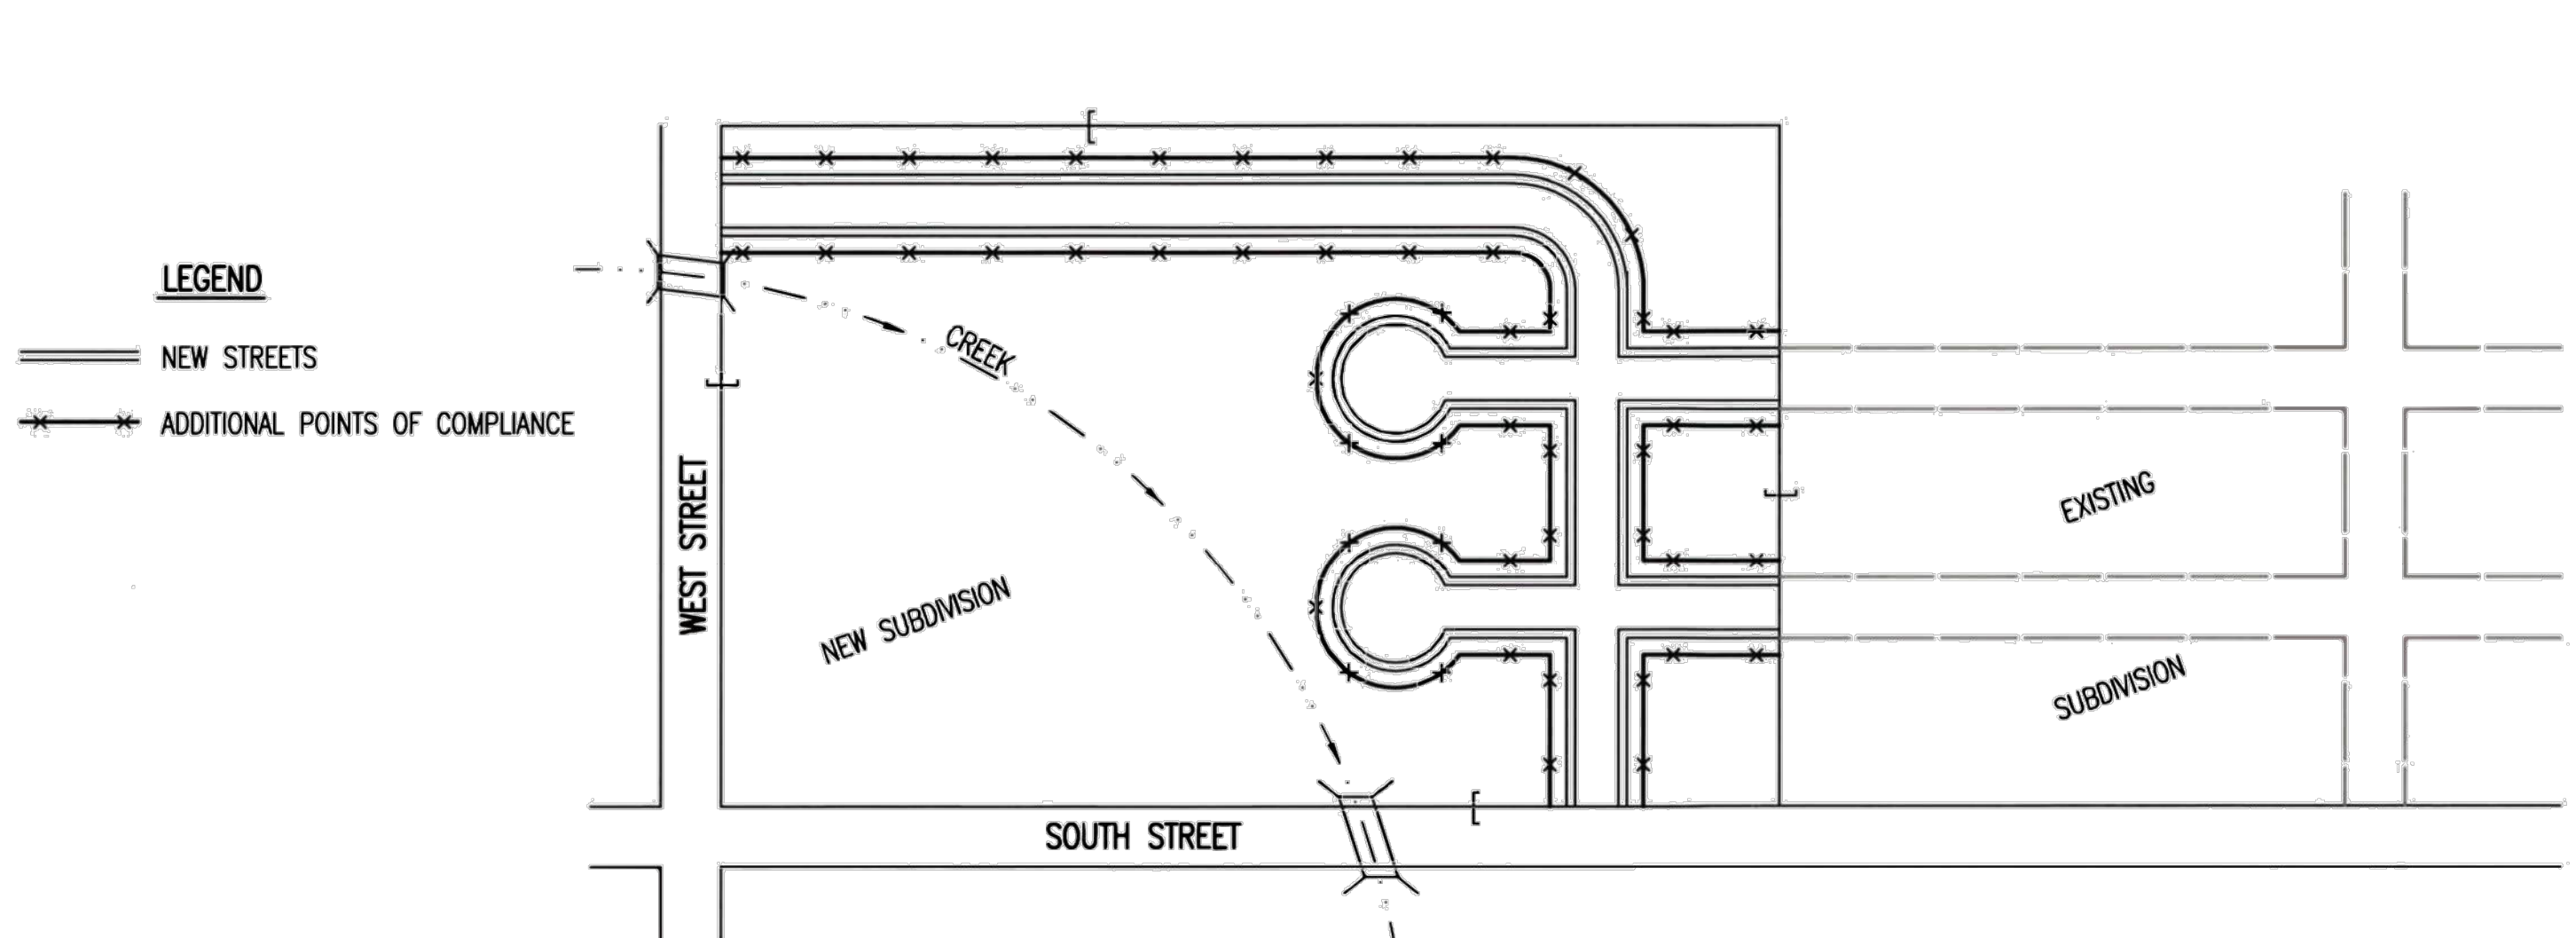 LEGEND
NEW STREETS
ADDITIONAL POINTS OF COMPLIANCE
WEST STREET
CREEK
NEW SUBDIVISION
SOUTH STREET
EXISTING
SUBDIVISION